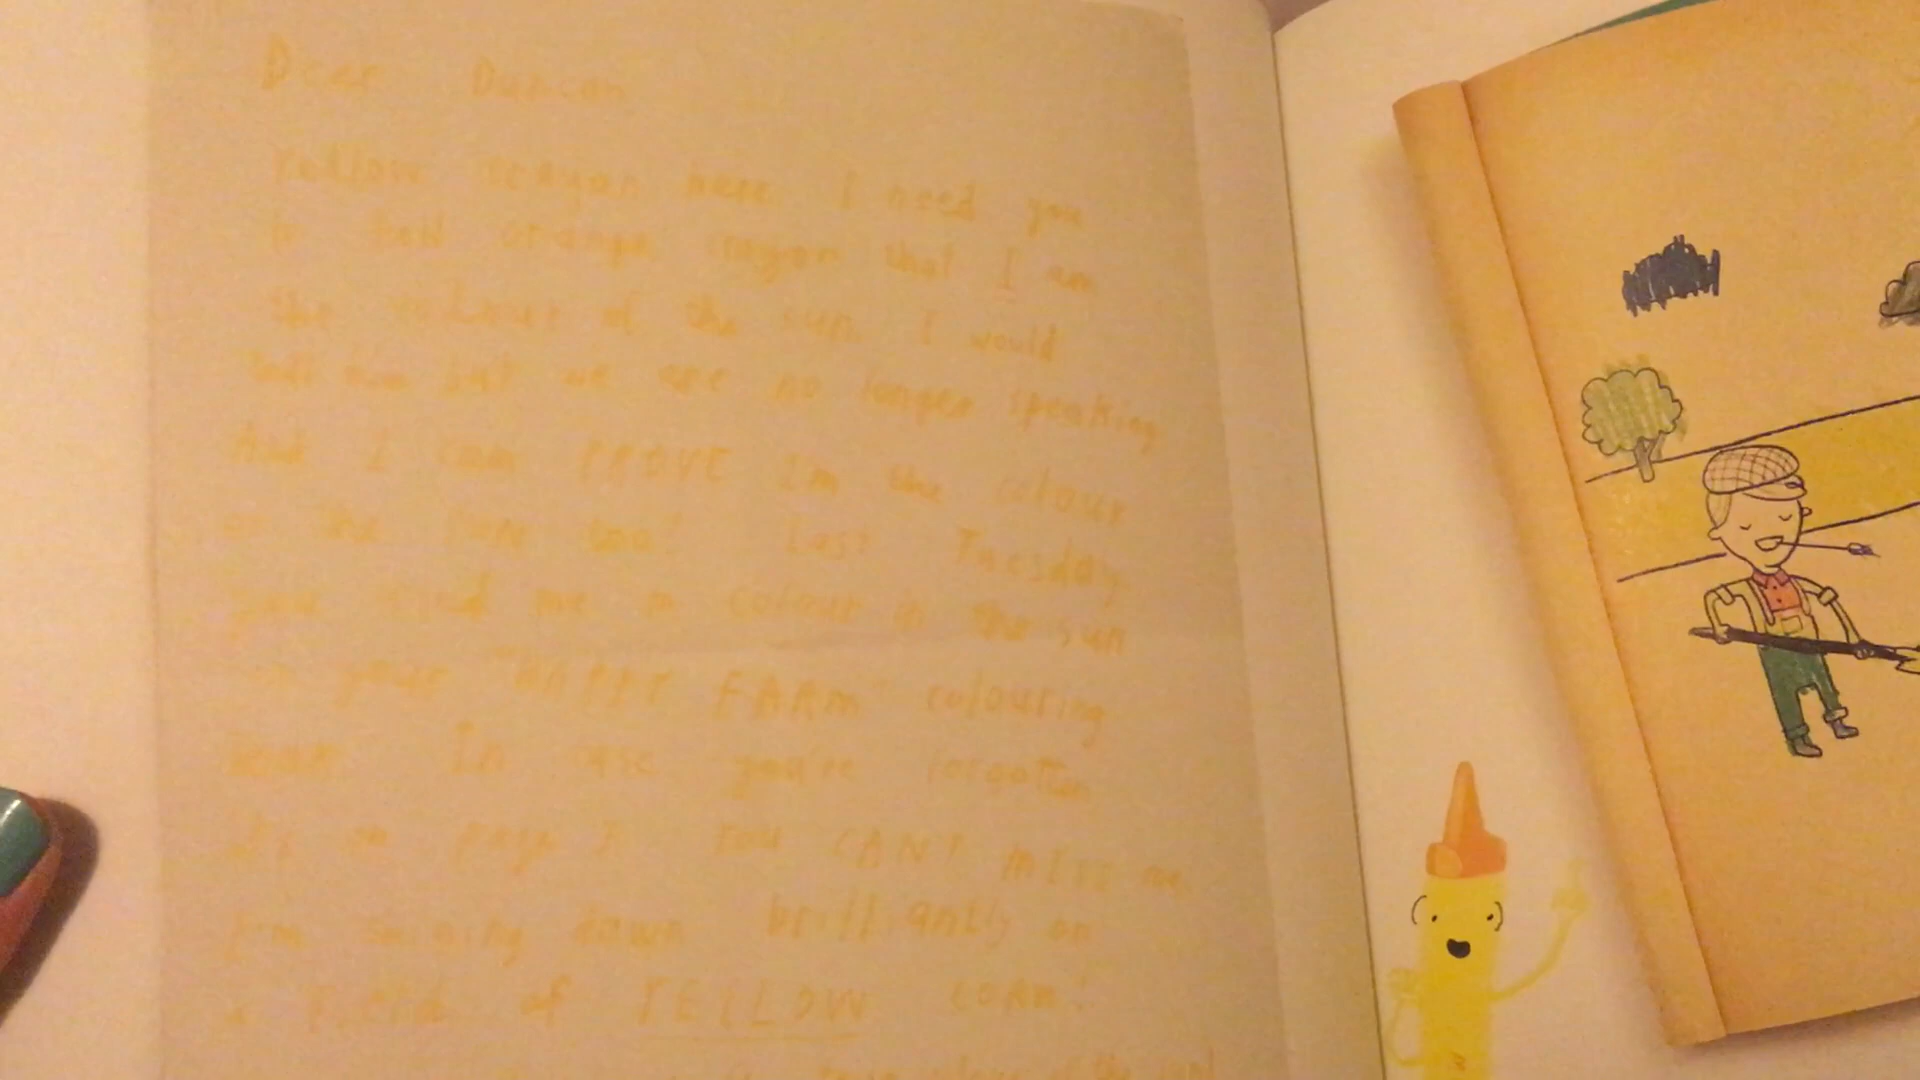 Dear Duncan
Yellow crayon here. I need you
to tell orange crayon that I am
the colour of the sun. I would
tell him but we are no longer speaking
And I can PROVE I'm the colour
of the sun too! Last Tuesday
you used me to colour in the sun
in your "HAPPY FARM" colouring
book. In case you've forgotten
it's on page 7. YOU CAN'T MISS me
I'm shining down brilliantly on
a field of YELLOW CORN!